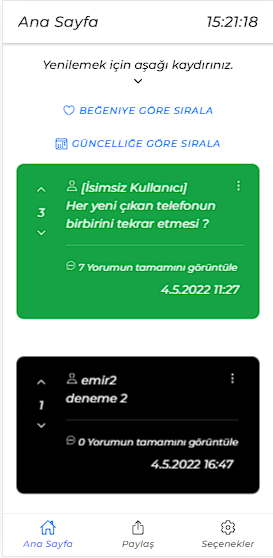 Ana Sayfa 15:21:18
Yenilemek için aşağı kaydırınız.
BEĞENİYE GÖRE SIRALA
GÜNCELLİĞE GÖRE SIRALA
[İsimsiz Kullanıcı]
Her yeni çıkan telefonun
birbirini tekrar etmesi ?
3
7 Yorumun tamamını görüntüle
4.5.2022 11:27
emir2
deneme 2
1
0 Yorumun tamamını görüntüle
4.5.2022 16:47
Ana Sayfa Paylaş Seçenekler